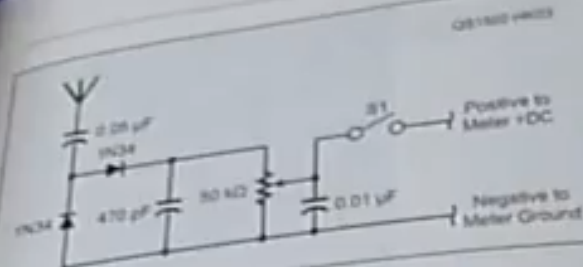 0.05 µF
1N34
S1
Positive to
Meter +DC
1N34
470 pF
50 kΩ
0.01 µF
Negative to
Meter Ground